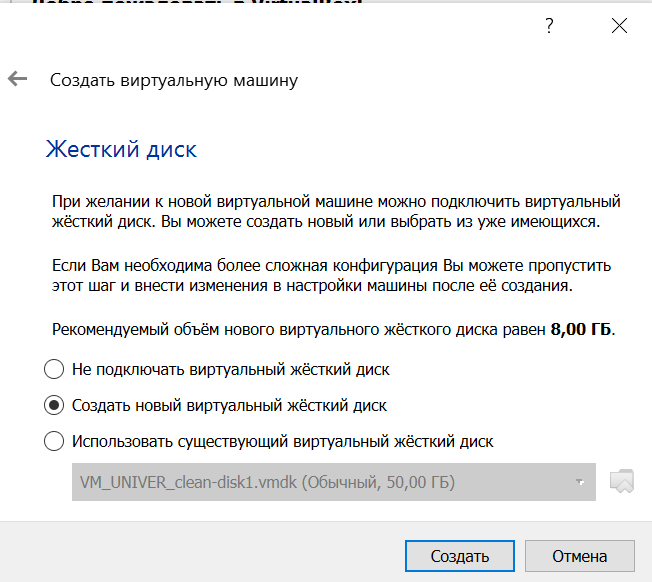 Добро пожаловать в VirtualBox!
?
Создать виртуальную машину
Жесткий диск
При желании к новой виртуальной машине можно подключить виртуальный
жёсткий диск. Вы можете создать новый или выбрать из уже имеющихся.
Если Вам необходима более сложная конфигурация Вы можете пропустить
этот шаг и внести изменения в настройки машины после её создания.
Рекомендуемый объём нового виртуального жёсткого диска равен 8,00 ГБ.
Не подключать виртуальный жёсткий диск
Создать новый виртуальный жёсткий диск
Использовать существующий виртуальный жёсткий диск
VM_UNIVER_clean-disk1.vmdk (Обычный, 50,00 ГБ)
Создать
Отмена